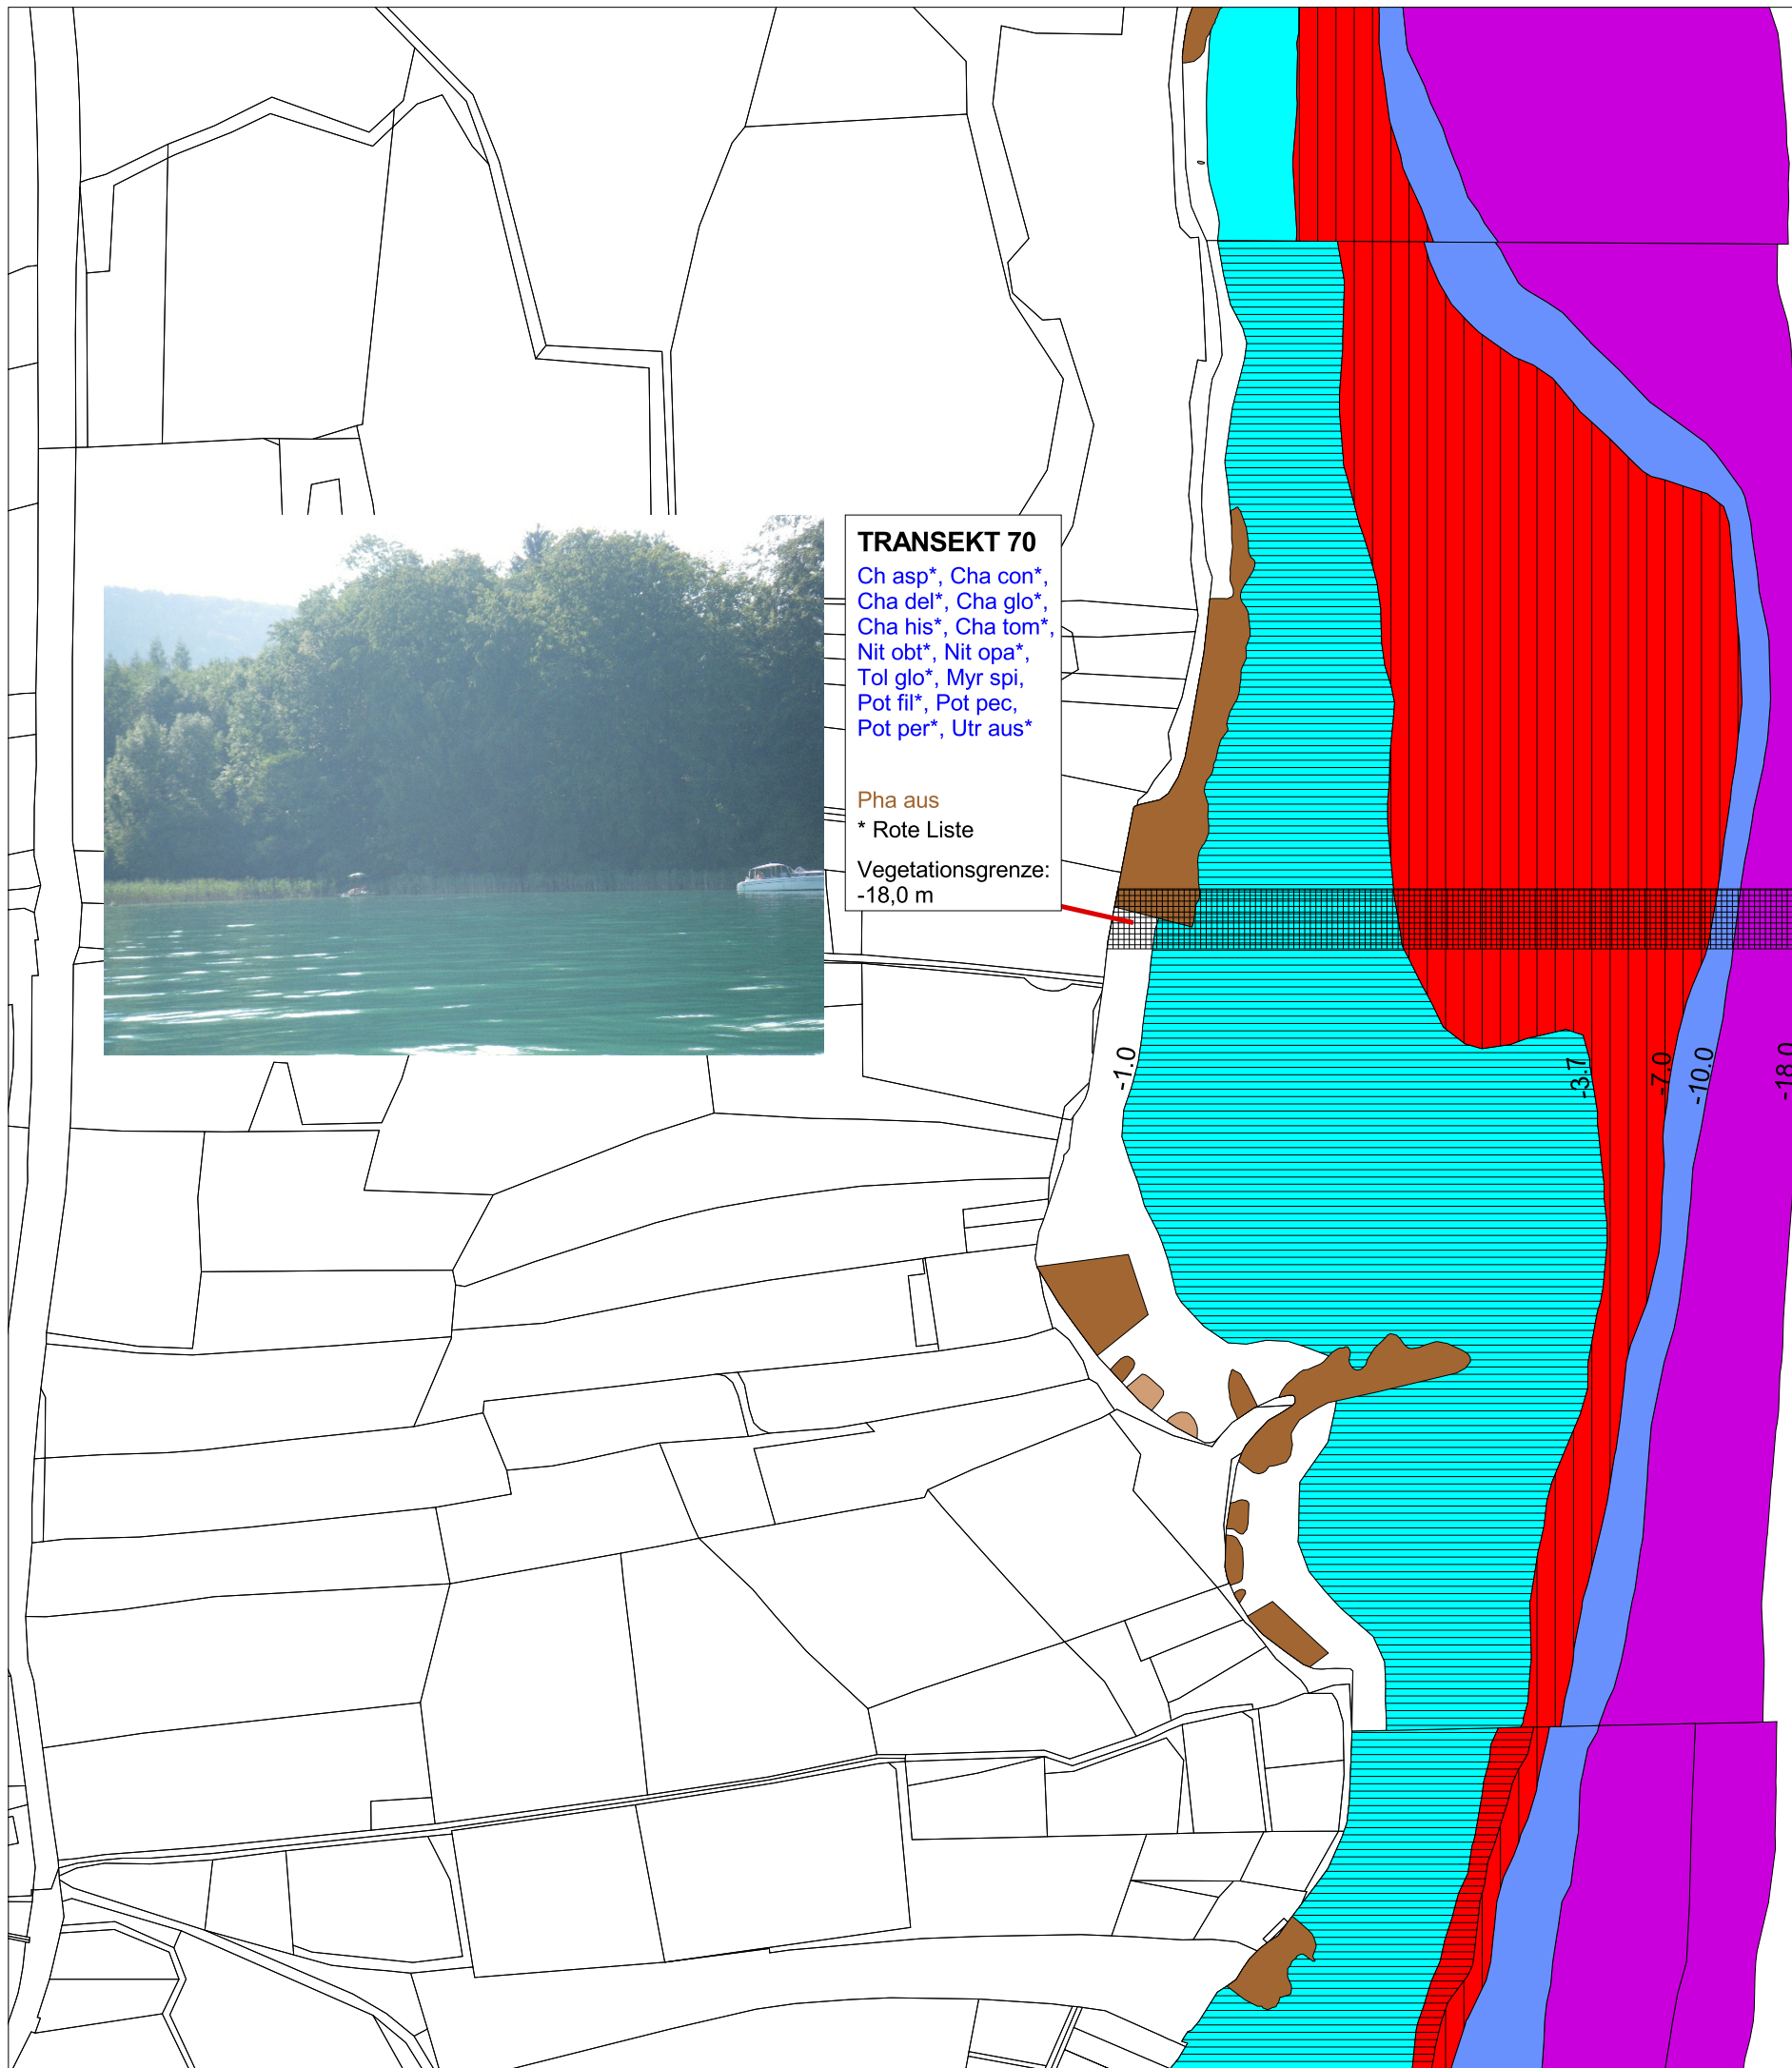 TRANSEKT 70
Ch asp*, Cha con*,
Cha del*, Cha glo*,
Cha his*, Cha tom*,
Nit obt*, Nit opa*,
Tol glo*, Myr spi,
Pot fil*, Pot pec,
Pot per*, Utr aus*
Pha aus
* Rote Liste
Vegetationsgrenze:
-18,0 m
-1.0
-3.7
-7.0
-10.0
-18.0